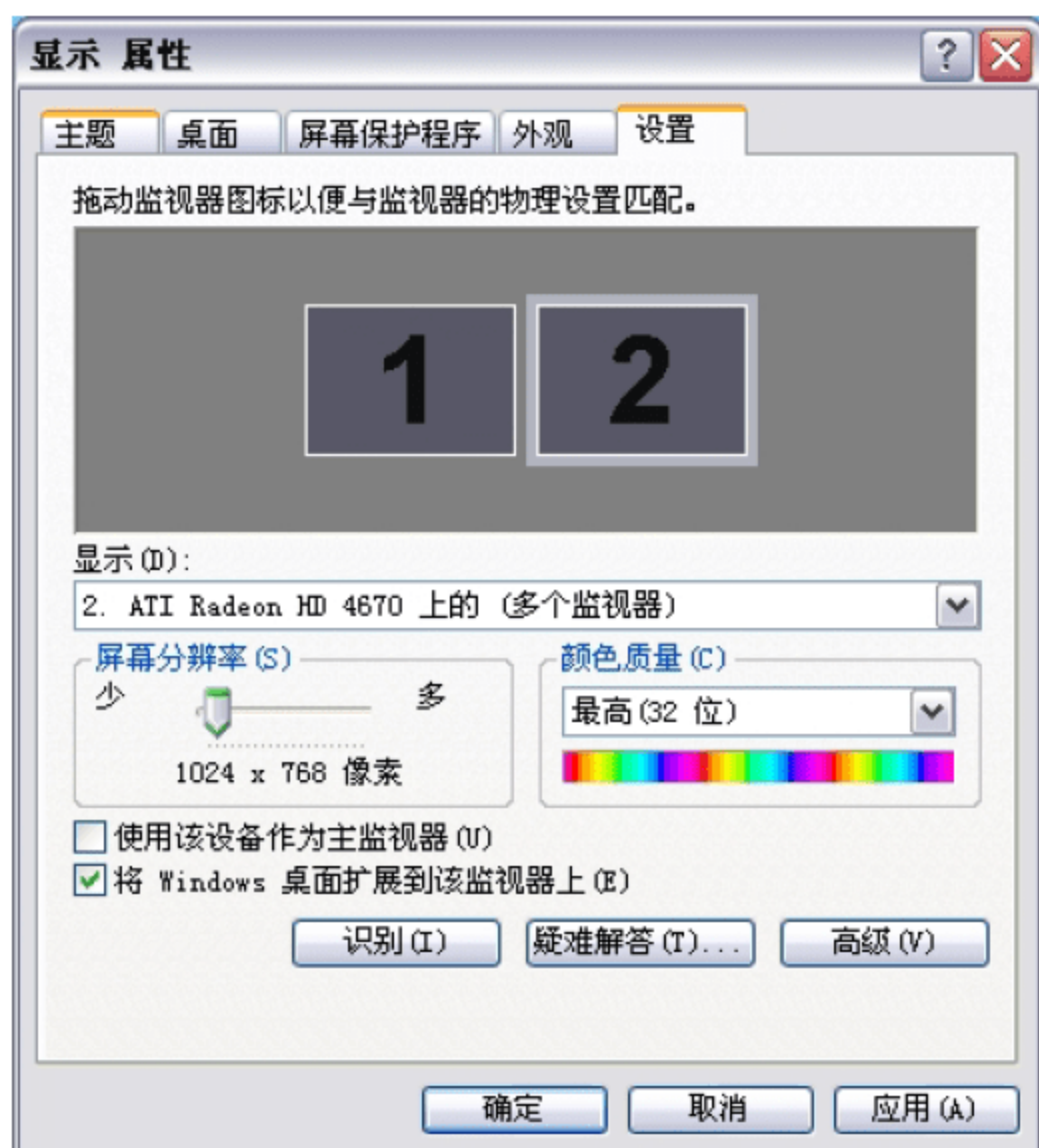 显示 属性
主题 桌面 屏幕保护程序 外观 设置
拖动监视器图标以便与监视器的物理设置匹配。
1 2
显示(D):
2. ATI Radeon HD 4670 上的 (多个监视器)
屏幕分辨率(S) 颜色质量(C)
少 多 最高(32 位)
1024 x 768 像索
使用该设备作为主监视器(U)
将 Windows 桌面扩展到该监视器上(E)
识别(I) 疑难解答(T)... 高级(V)
确定 取消 应用(A)